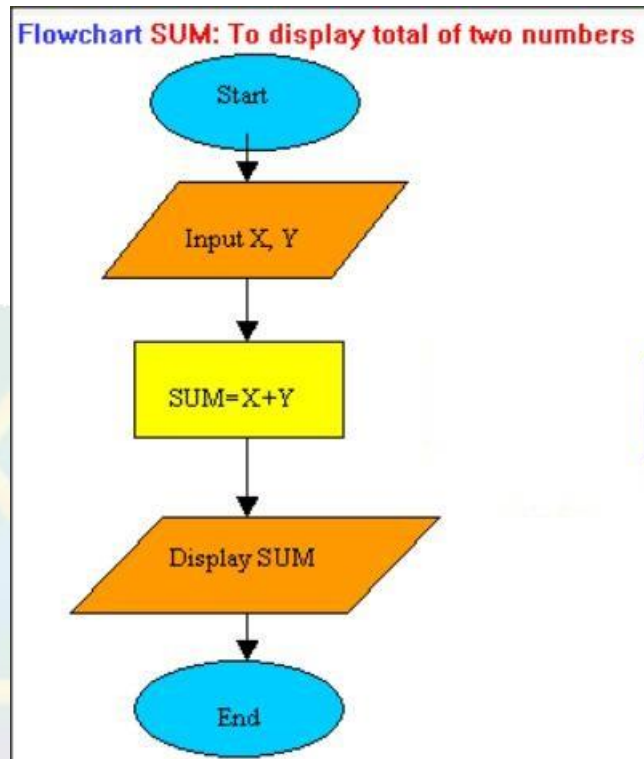 Flowchart SUM: To display total of two numbers
Start
Input X, Y
SUM=X+Y
Display SUM
End